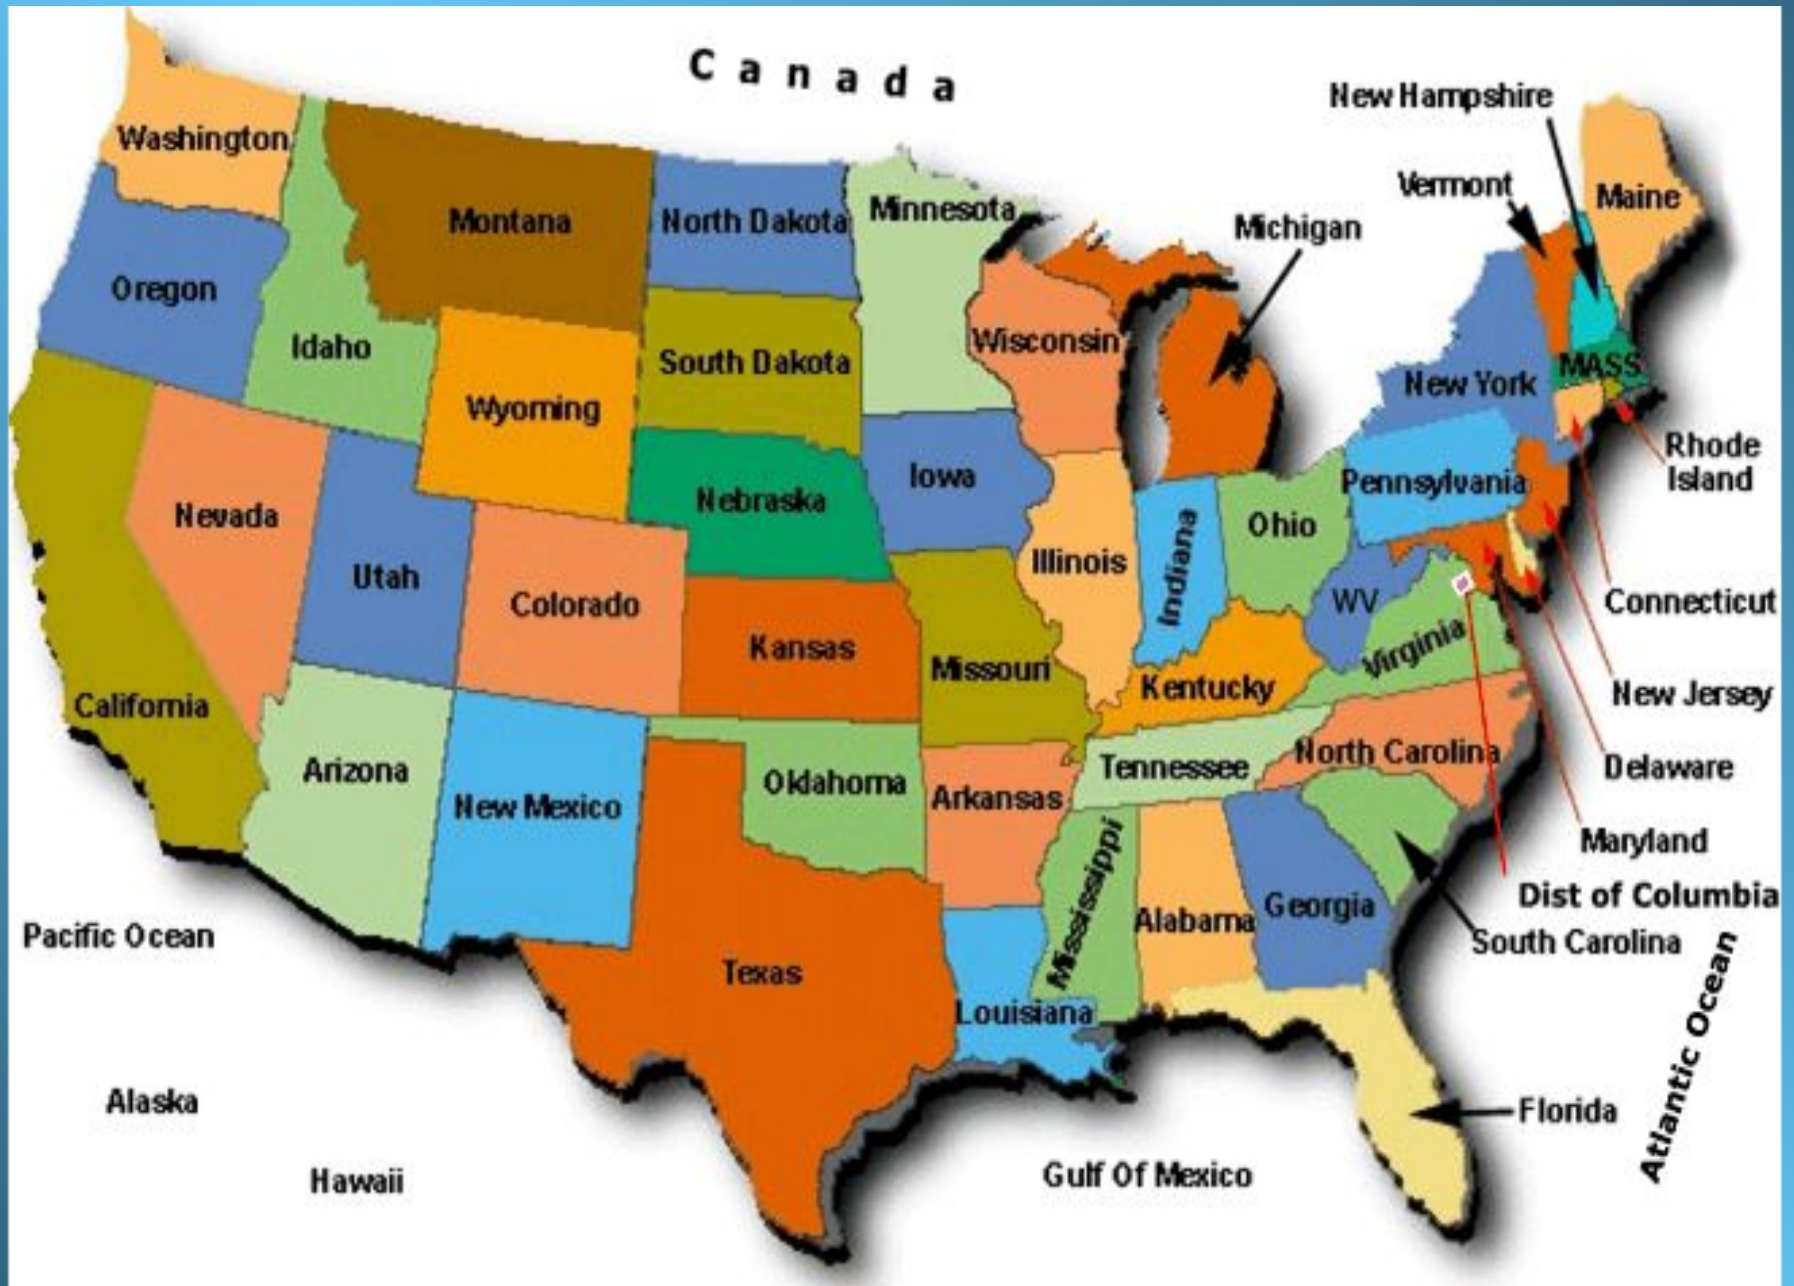 Canada
New Hampshire
Washington
Vermont
Maine
Montana
North Dakota
Minnesota
Michigan
Oregon
Idaho
South Dakota
Wisconsin
MASS
New York
Wyoming
Rhode
Island
Iowa
Pennsylvania
Nebraska
Nevada
Ohio
Indiana
Illinois
Utah
Colorado
WV
Connecticut
Kansas
Virginia
Missouri
Kentucky
New Jersey
California
North Carolina
Tennessee
Delaware
Arizona
Oklahoma
Arkansas
New Mexico
Maryland
Mississippi
Dist of Columbia
Georgia
Alabama
Pacific Ocean
South Carolina
Texas
Louisiana
Atlantic Ocean
Alaska
Florida
Hawaii
Gulf Of Mexico